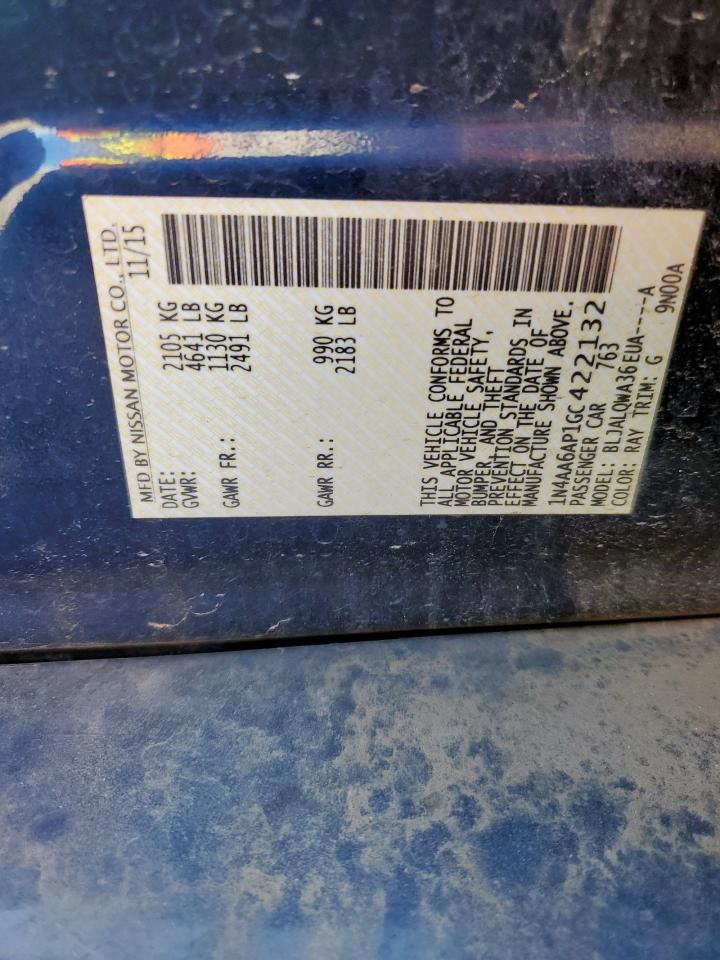 MFD BY NISSAN MOTOR CO., LTD.
DATE: 11/15
GVWR: 2105 KG
4641 LB
GAWR FR.: 1130 KG
2491 LB
GAWR RR.: 990 KG
2183 LB
THIS VEHICLE CONFORMS TO
ALL APPLICABLE FEDERAL
MOTOR VEHICLE SAFETY,
BUMPER, AND THEFT
PREVENTION STANDARDS IN
EFFECT ON THE DATE OF
MANUFACTURE SHOWN ABOVE.
1N4AA6AP1GC422132
PASSENGER CAR 763
MODEL: BLJALQWA36EUA-----A
COLOR: RAY TRIM: G 9N00A